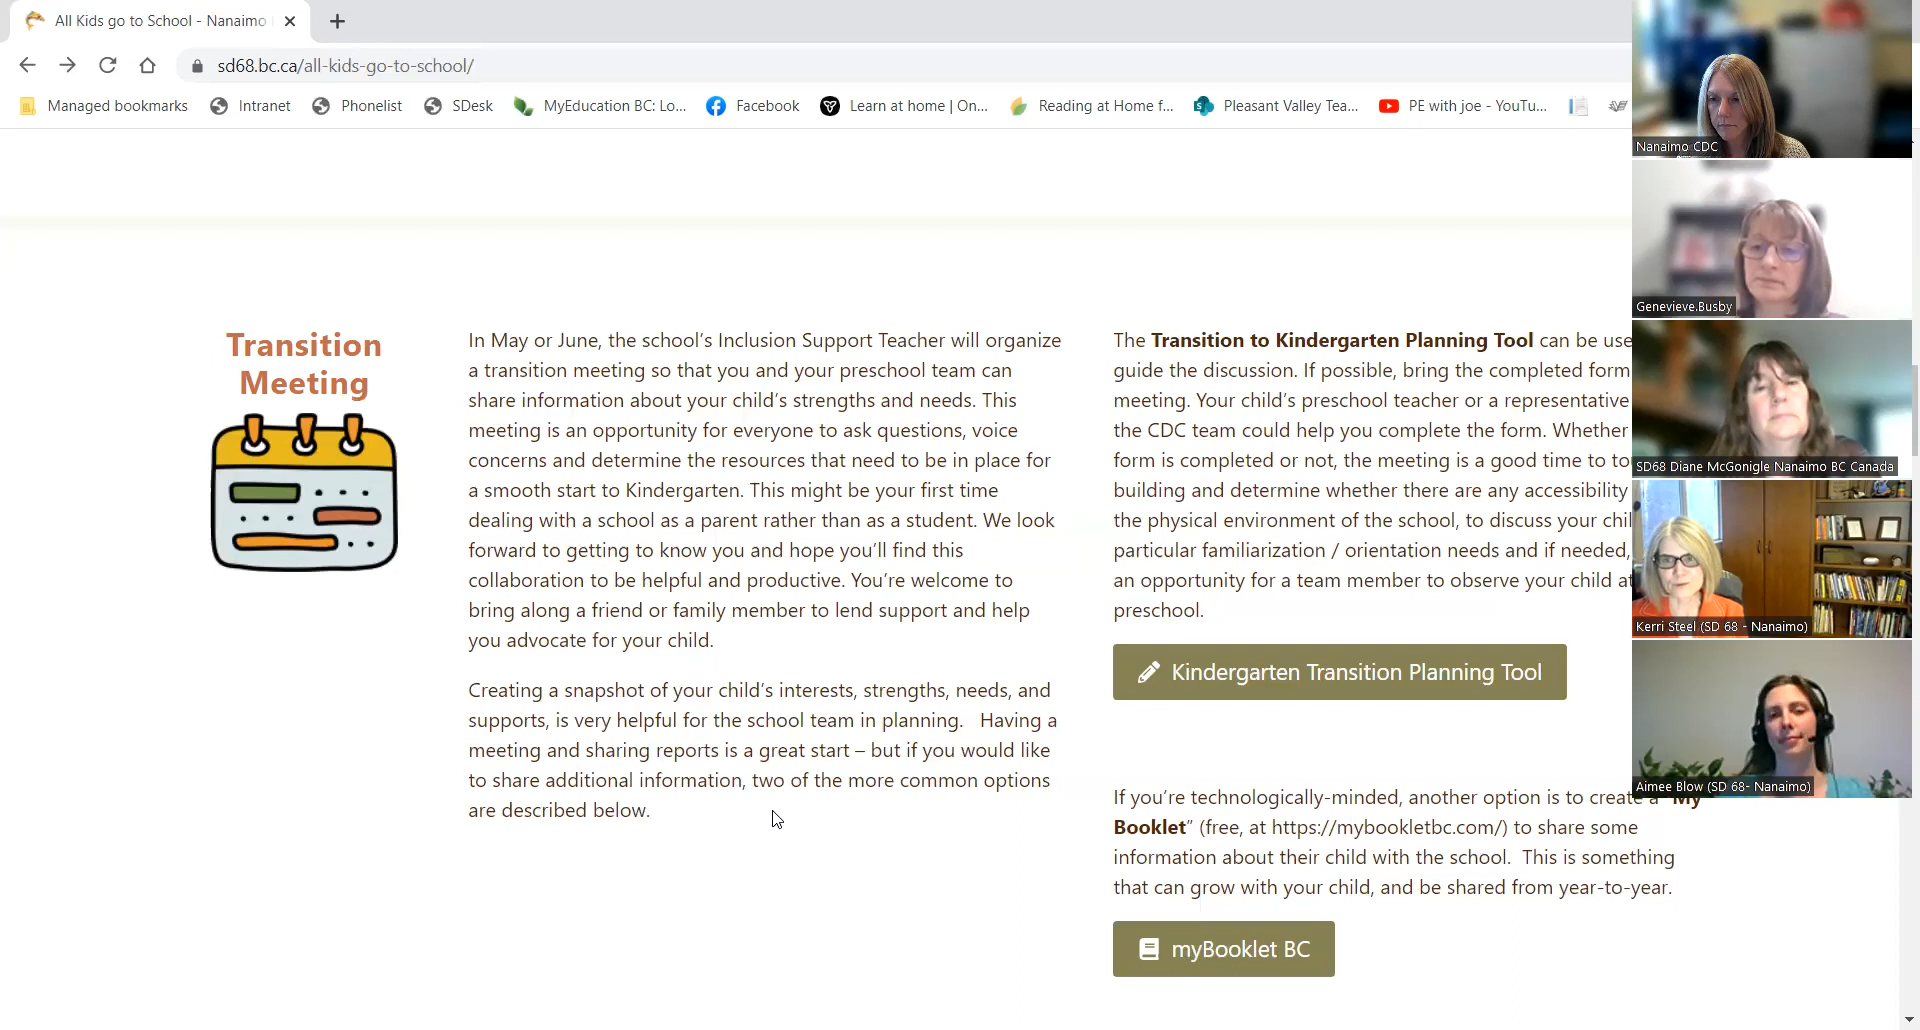 All Kids go to School - Nanaimo
sd68.bc.ca/all-kids-go-to-school/
Managed bookmarks
Intranet
Phonelist
SDesk
MyEducation BC: Lo...
Facebook
Learn at home | On...
Reading at Home f...
Pleasant Valley Tea...
PE with joe - YouTu...
Transition
Meeting
In May or June, the school's Inclusion Support Teacher will organize
a transition meeting so that you and your preschool team can
share information about your child's strengths and needs. This
meeting is an opportunity for everyone to ask questions, voice
concerns and determine the resources that need to be in place for
a smooth start to Kindergarten. This might be your first time
dealing with a school as a parent rather than as a student. We look
forward to getting to know you and hope you'll find this
collaboration to be helpful and productive. You're welcome to
bring along a friend or family member to lend support and help
you advocate for your child.
Creating a snapshot of your child's interests, strengths, needs, and
supports, is very helpful for the school team in planning. Having a
meeting and sharing reports is a great start – but if you would like
to share additional information, two of the more common options
are described below.
The Transition to Kindergarten Planning Tool can be
guide the discussion. If possible, bring the completed form
meeting. Your child's preschool teacher or a representative
the CDC team could help you complete the form. Whether
form is completed or not, the meeting is a good time to
building and determine whether there are any accessibility
the physical environment of the school, to discuss your
particular familiarization / orientation needs and if needed,
an opportunity for a team member to observe your child at
preschool.
Kindergarten Transition Planning Tool
If you're technologically-minded, another option is to create a "My
Booklet" (free, at https://mybookletbc.com/) to share some
information about their child with the school. This is something
that can grow with your child, and be shared from year-to-year.
myBooklet BC
Nanaimo CDC
Genevieve.Busby
SD68 Diane McGonigle Nanaimo BC Canada
Kerri Steel (SD 68 - Nanaimo)
Aimee Blow (SD 68- Nanaimo)